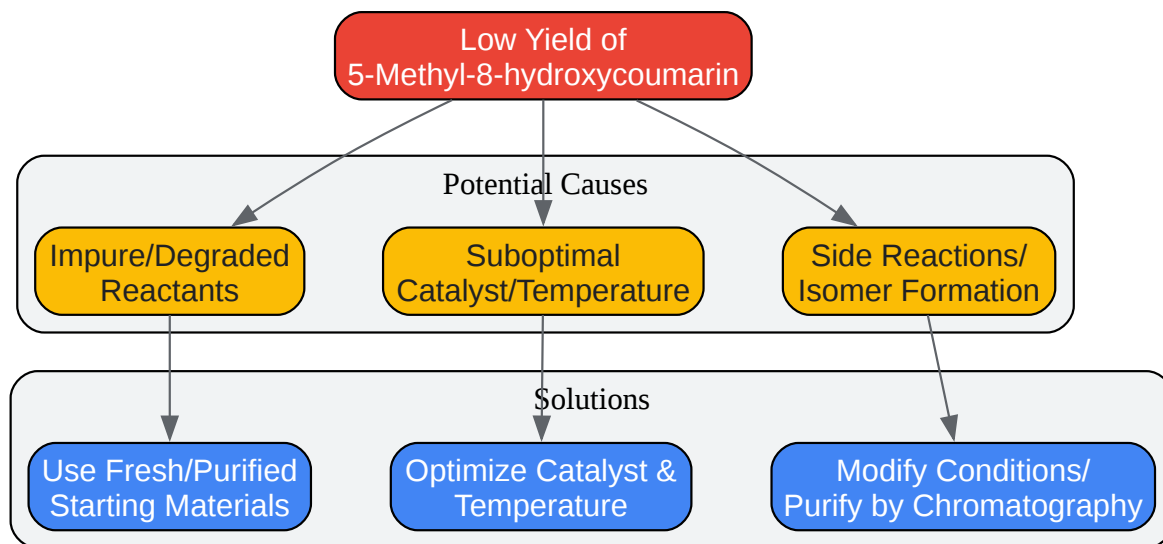 Low Yield of
5-Methyl-8-hydroxycoumarin
Potential Causes
Impure/Degraded
Reactants
Suboptimal
Catalyst/Temperature
Side Reactions/
Isomer Formation
Solutions
Use Fresh/Purified
Starting Materials
Optimize Catalyst &
Temperature
Modify Conditions/
Purify by Chromatography